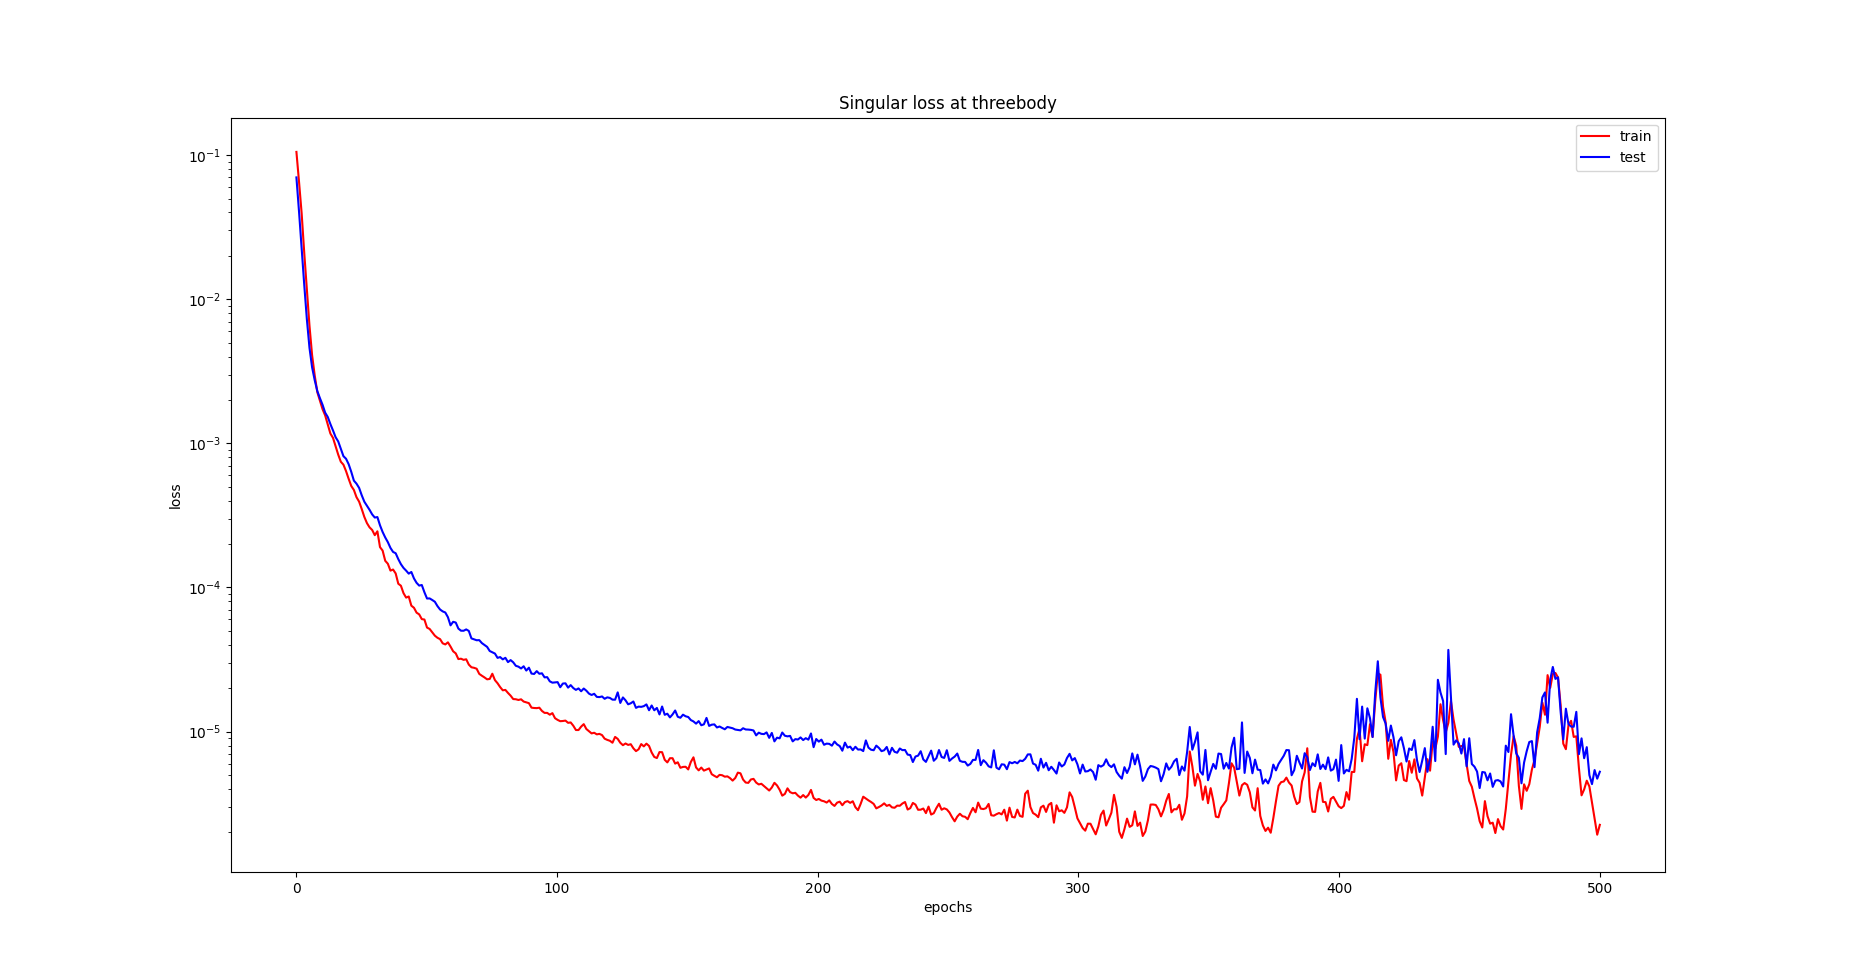 Singular loss at threebody
train
test
10⁻¹
10⁻²
10⁻³
10⁻⁴
10⁻⁵
loss
0 100 200 300 400 500
epochs